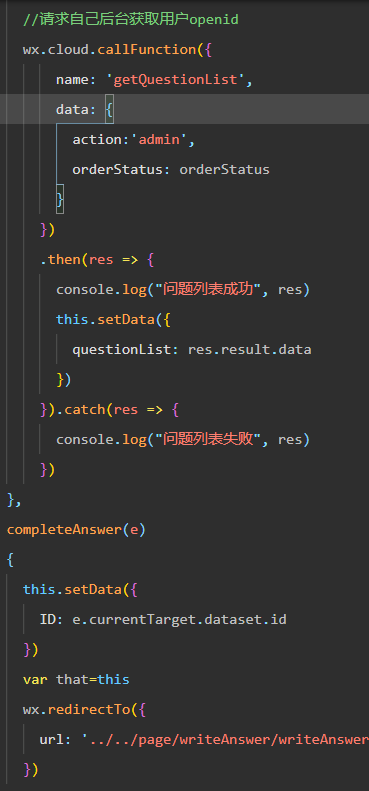 //请求自己后台获取用户openid
wx.cloud.callFunction({
name: 'getQuestionList',
data: {
action:'admin',
orderStatus: orderStatus
}
})
.then(res => {
console.log("问题列表成功", res)
this.setData({
questionList: res.result.data
})
}).catch(res => {
console.log("问题列表失败", res)
})
},
completeAnswer(e)
{
this.setData({
ID: e.currentTarget.dataset.id
})
var that=this
wx.redirectTo({
url: '../../page/writeAnswer/writeAnswer
})